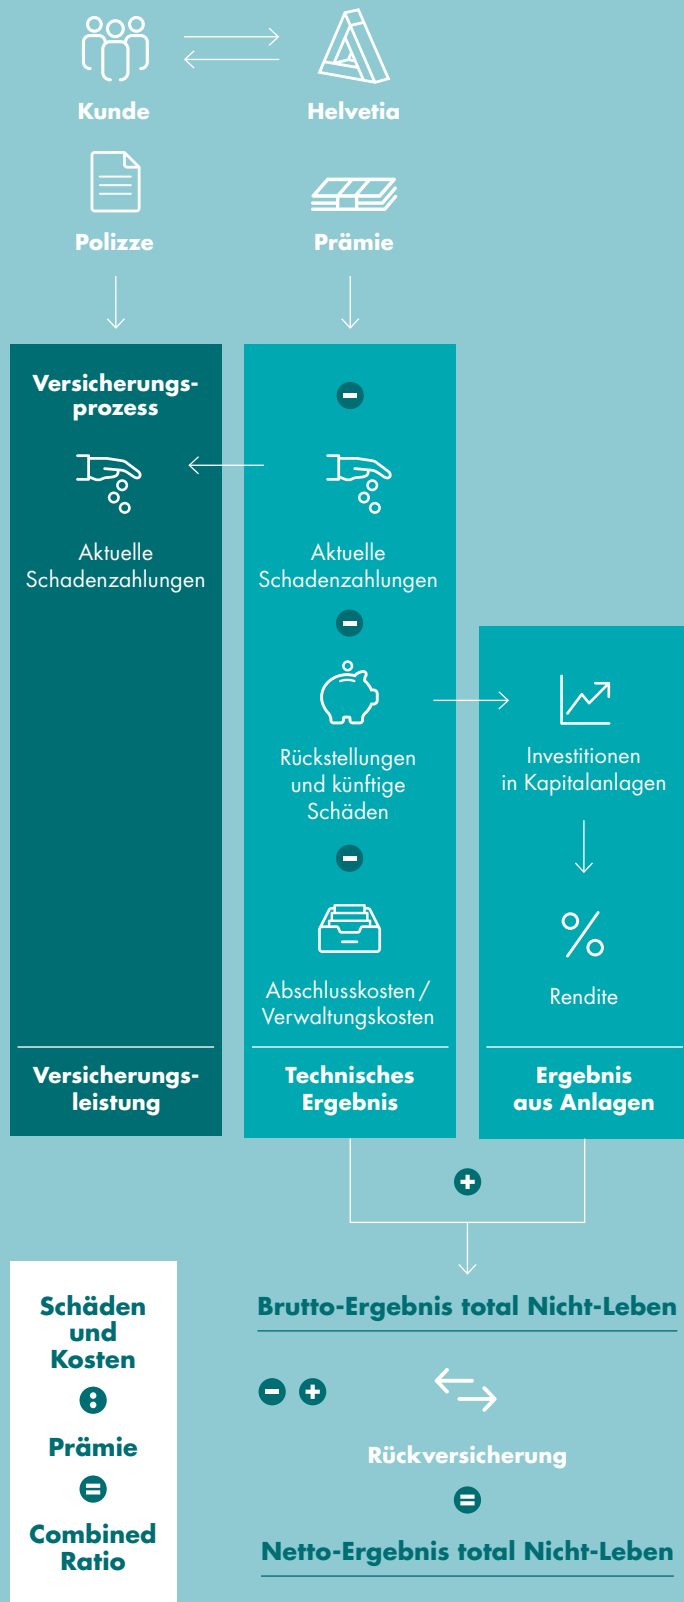 Kunde
Helvetia
Polizze
Prämie
Versicherungs-
prozess
Aktuelle
Schadenzahlungen
Aktuelle
Schadenzahlungen
Rückstellungen
und künftige
Schäden
Investitionen
in Kapitalanlagen
Abschlusskosten /
Verwaltungskosten
Rendite
Versicherungs-
leistung
Technisches
Ergebnis
Ergebnis
aus Anlagen
Schäden
und
Kosten
:
Prämie
=
Combined
Ratio
Brutto-Ergebnis total Nicht-Leben
Rückversicherung
=
Netto-Ergebnis total Nicht-Leben